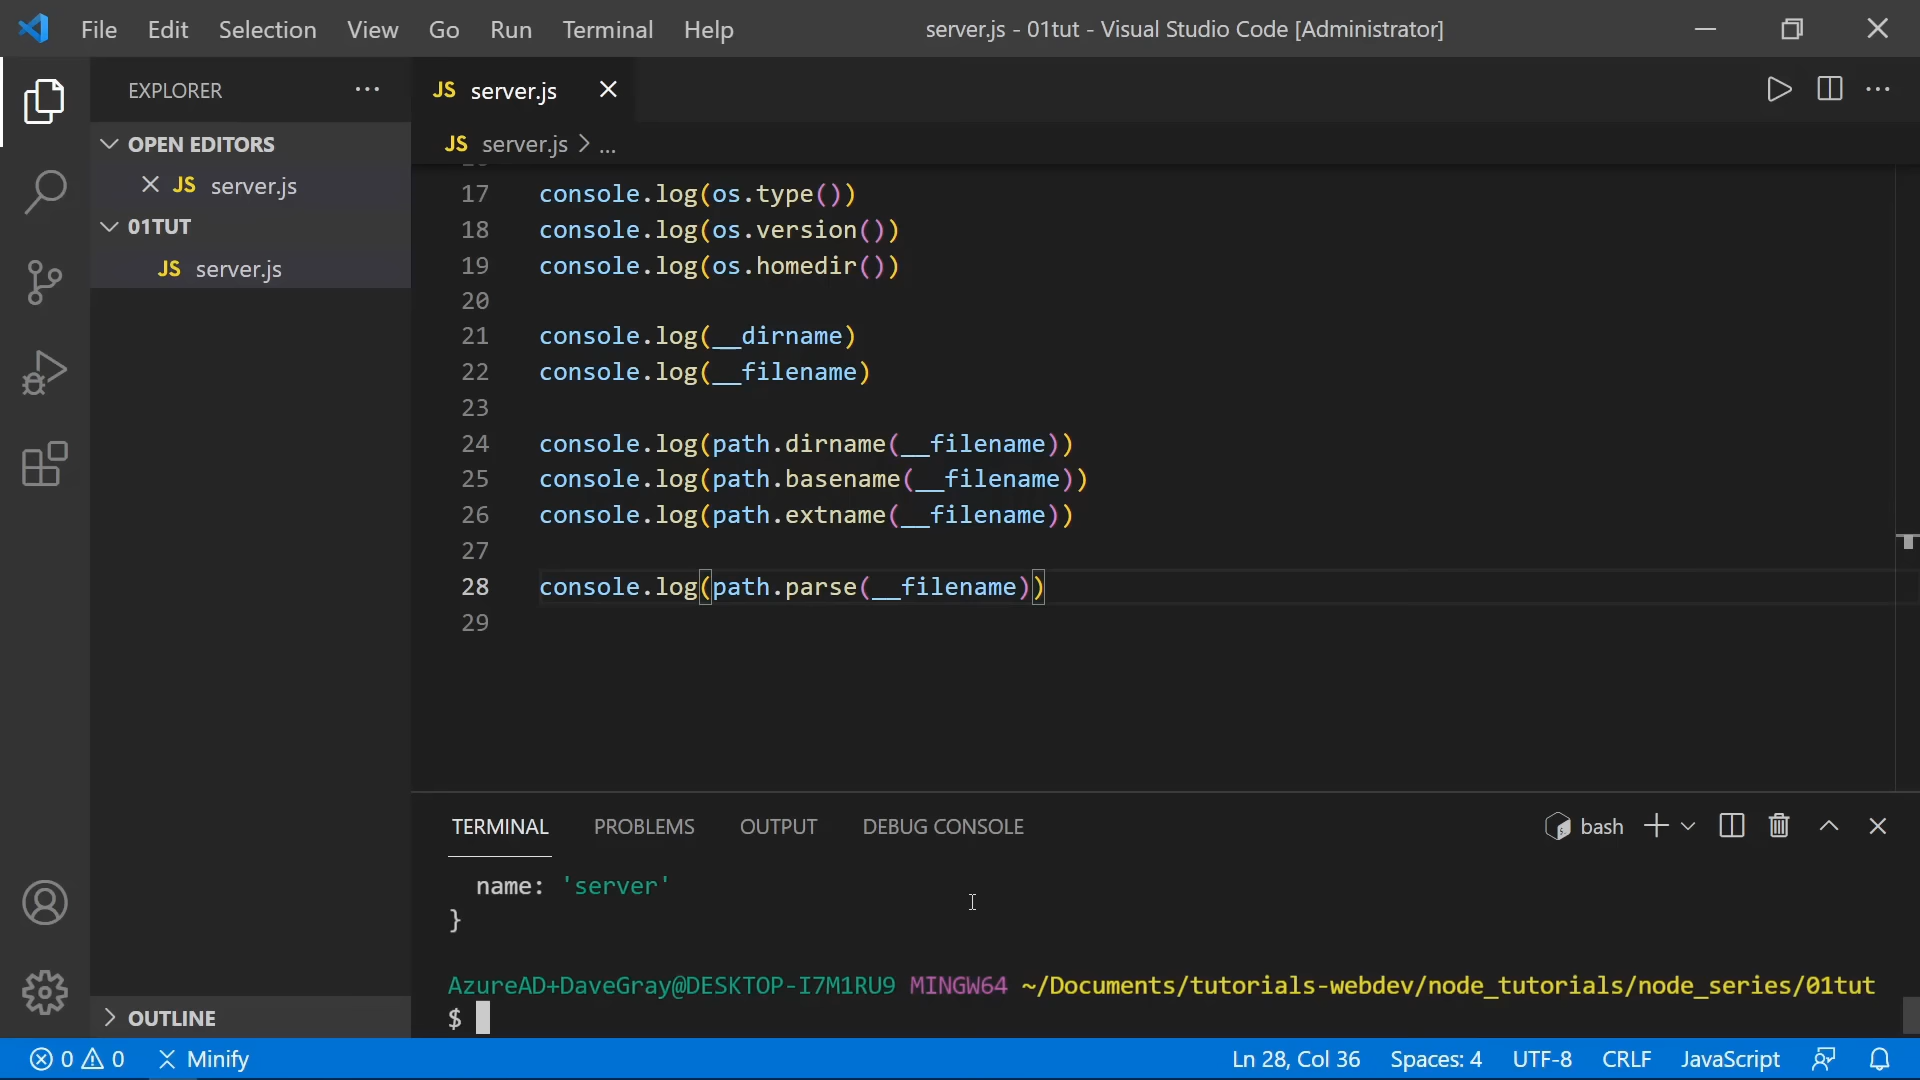 File Edit Selection View Go Run Terminal Help server.js - 01tut - Visual Studio Code [Administrator]
EXPLORER ...
OPEN EDITORS
JS server.js
01TUT
JS server.js
OUTLINE
JS server.js
JS server.js > ...
17 console.log(os.type())
18 console.log(os.version())
19 console.log(os.homedir())
20
21 console.log(__dirname)
22 console.log(__filename)
23
24 console.log(path.dirname(__filename))
25 console.log(path.basename(__filename))
26 console.log(path.extname(__filename))
27
28 console.log(path.parse(__filename))
29
TERMINAL PROBLEMS OUTPUT DEBUG CONSOLE bash
name: 'server'
}
AzureAD+DaveGray@DESKTOP-I7M1RU9 MINGW64 ~/Documents/tutorials-webdev/node_tutorials/node_series/01tut
$
0 0 Minify Ln 28, Col 36 Spaces: 4 UTF-8 CRLF JavaScript